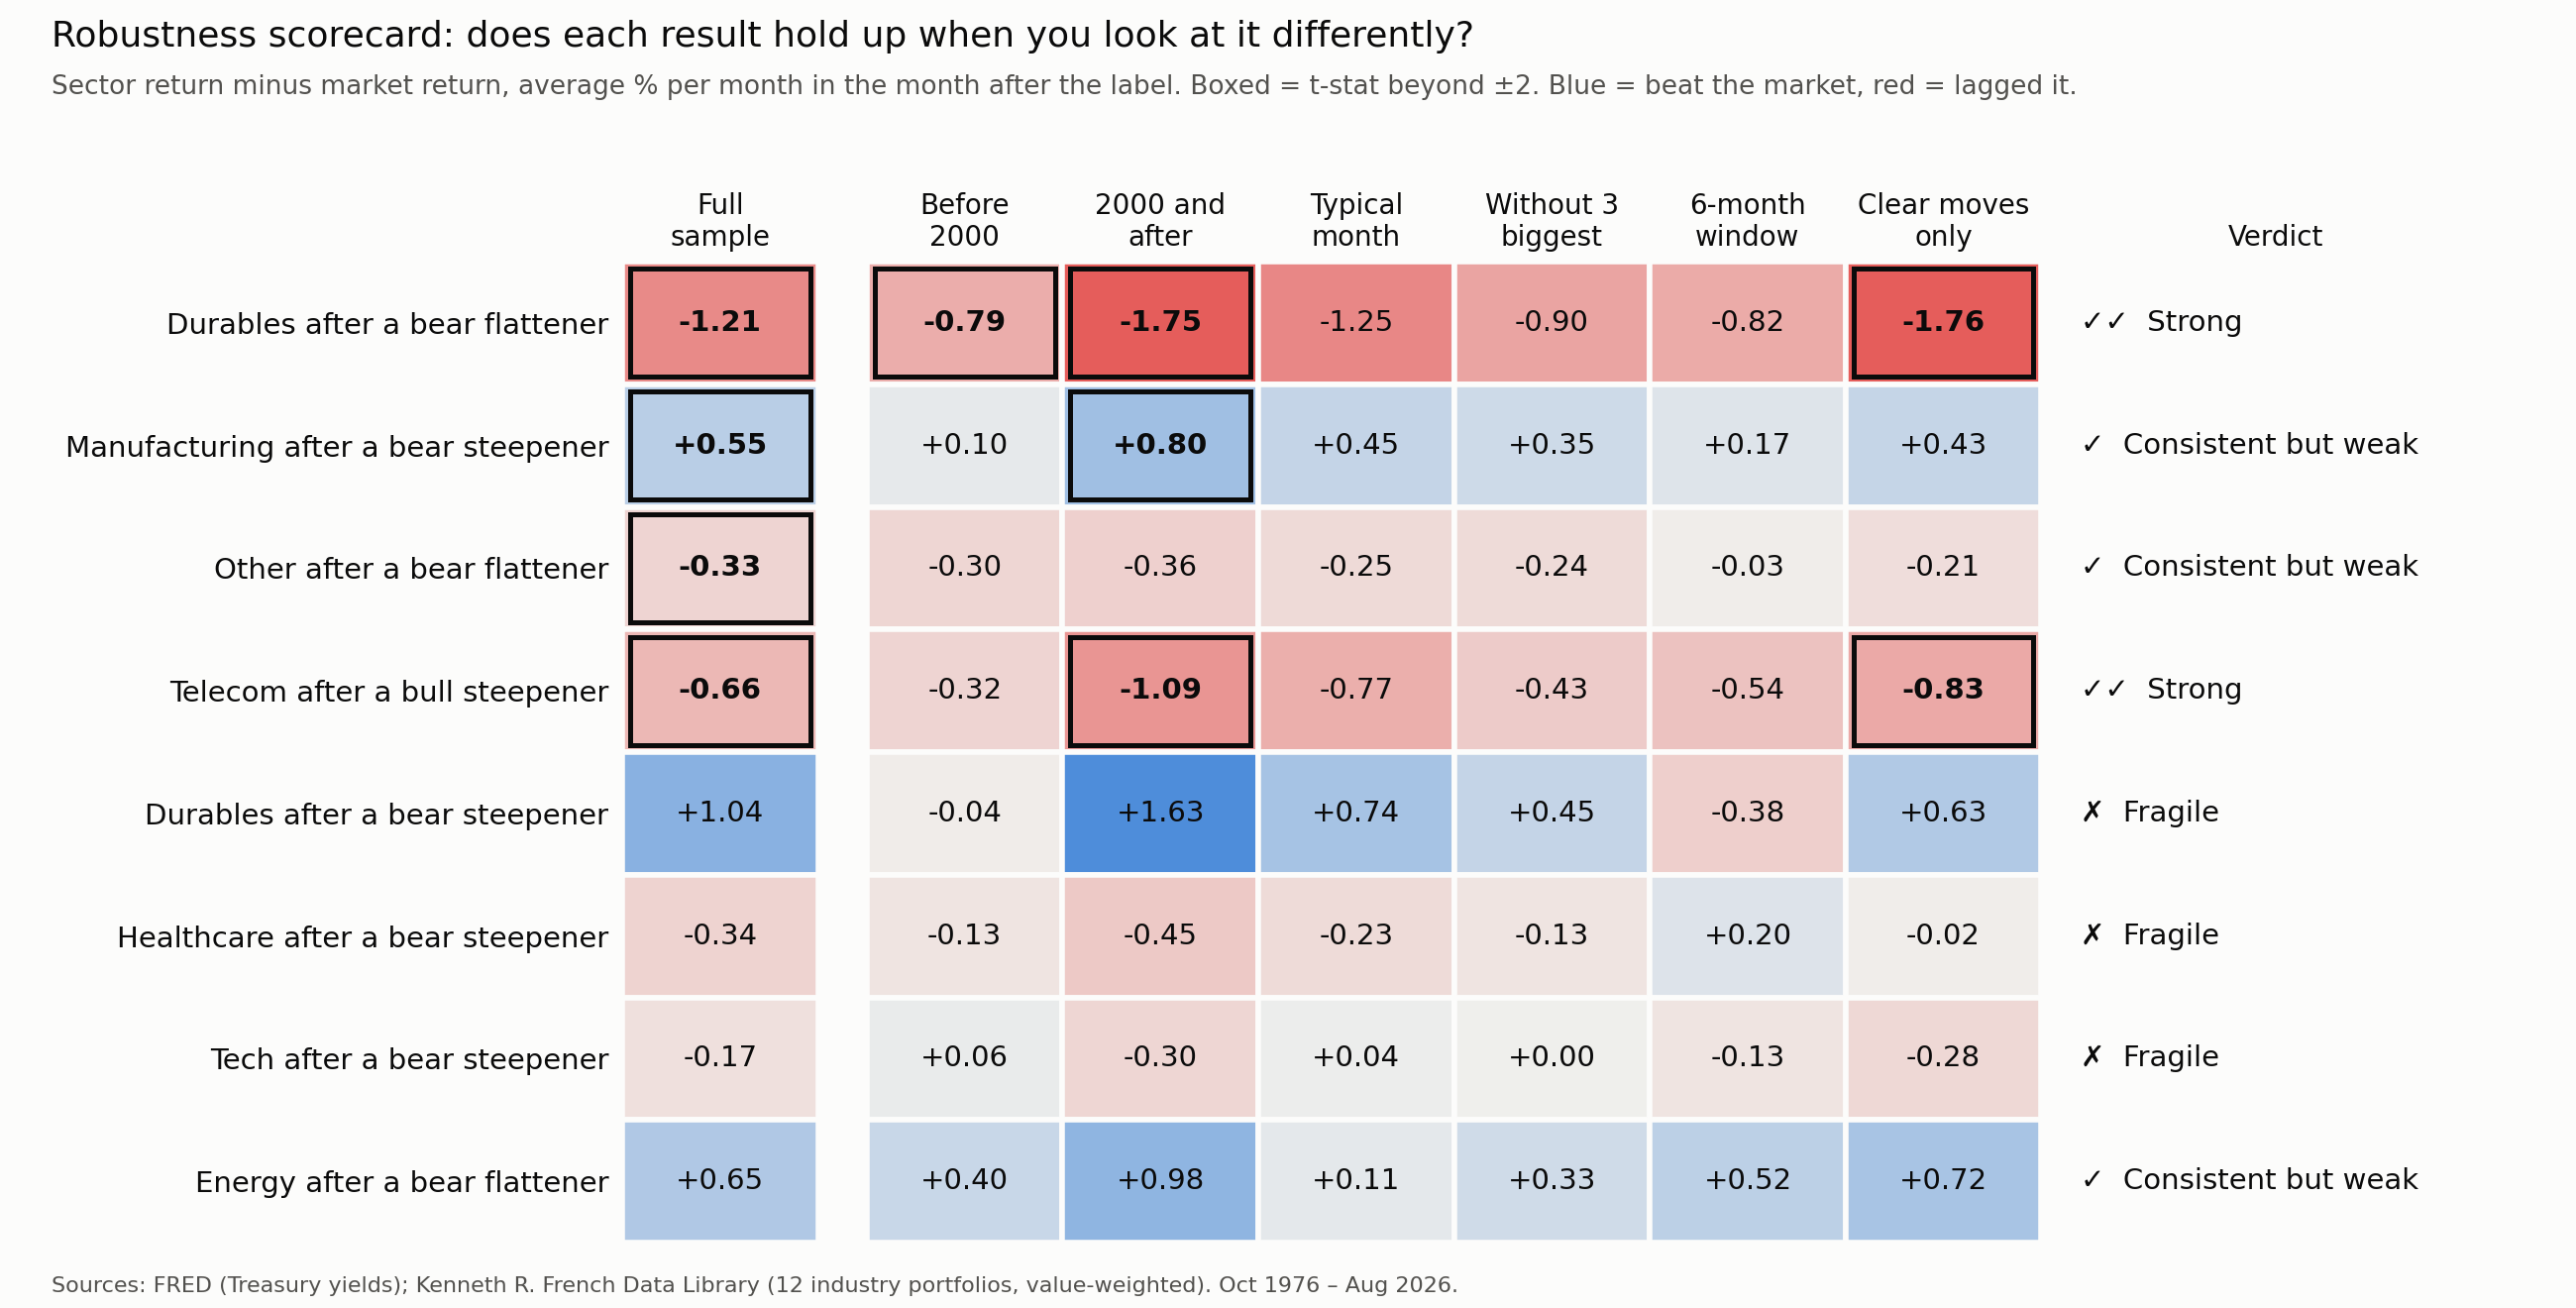 Robustness scorecard: does each result hold up when you look at it differently?
Sector return minus market return, average % per month in the month after the label. Boxed = t-stat beyond ±2. Blue = beat the market, red = lagged it.
Full sample Before 2000 2000 and after Typical month Without 3 biggest 6-month window Clear moves only Verdict
Durables after a bear flattener -1.21 -0.79 -1.75 -1.25 -0.90 -0.82 -1.76 ✓✓ Strong
Manufacturing after a bear steepener +0.55 +0.10 +0.80 +0.45 +0.35 +0.17 +0.43 ✓ Consistent but weak
Other after a bear flattener -0.33 -0.30 -0.36 -0.25 -0.24 -0.03 -0.21 ✓ Consistent but weak
Telecom after a bull steepener -0.66 -0.32 -1.09 -0.77 -0.43 -0.54 -0.83 ✓✓ Strong
Durables after a bear steepener +1.04 -0.04 +1.63 +0.74 +0.45 -0.38 +0.63 ✗ Fragile
Healthcare after a bear steepener -0.34 -0.13 -0.45 -0.23 -0.13 +0.20 -0.02 ✗ Fragile
Tech after a bear steepener -0.17 +0.06 -0.30 +0.04 +0.00 -0.13 -0.28 ✗ Fragile
Energy after a bear flattener +0.65 +0.40 +0.98 +0.11 +0.33 +0.52 +0.72 ✓ Consistent but weak
Sources: FRED (Treasury yields); Kenneth R. French Data Library (12 industry portfolios, value-weighted). Oct 1976 – Aug 2026.